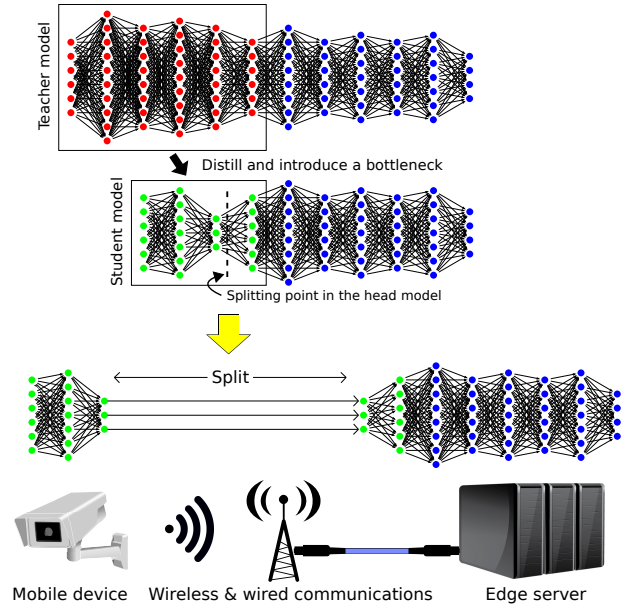 Teacher model
Distill and introduce a bottleneck
Student model
Splitting point in the head model
Split
Mobile device
Wireless & wired communications
Edge server